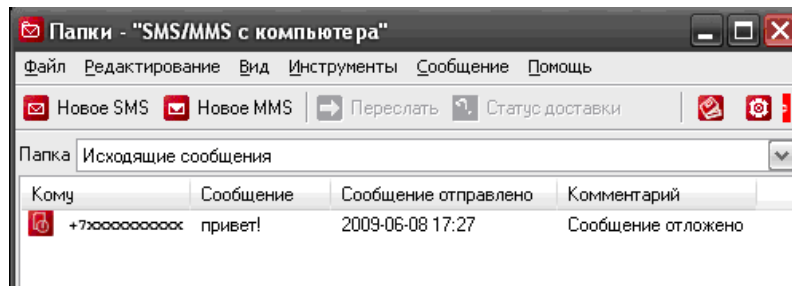 Папки - "SMS/MMS с компьютера"
Файл Редактирование Вид Инструменты Сообщение Помощь
Новое SMS Новое MMS Переслать Статус доставки
Папка Исходящие сообщения
Кому Сообщение Сообщение отправлено Комментарий
+7xxxxxxxxxx привет! 2009-06-08 17:27 Сообщение отложено